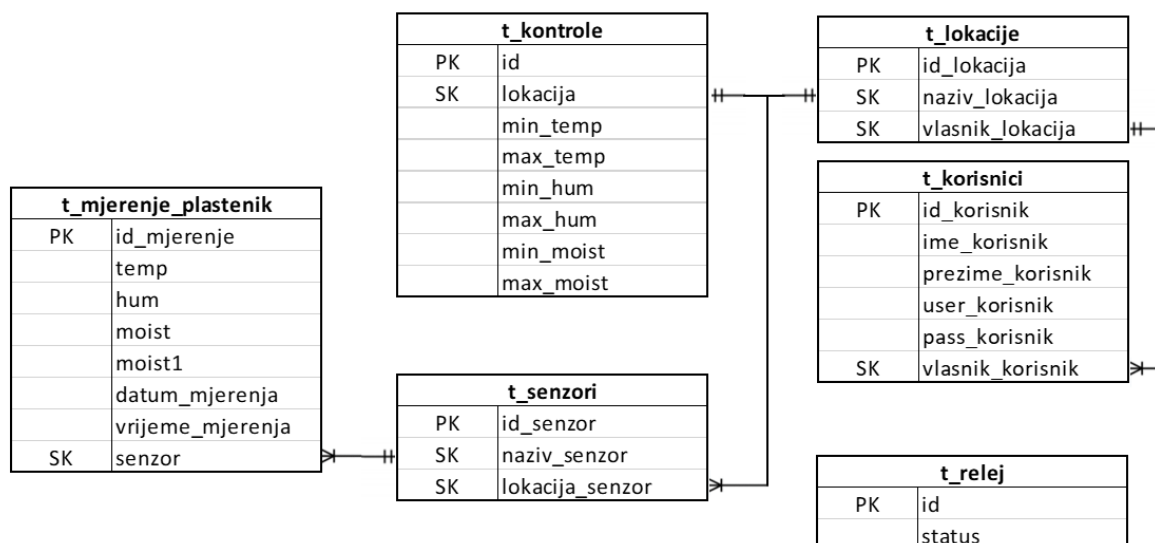 t_kontrole
PK id
SK lokacija
min_temp
max_temp
min_hum
max_hum
min_moist
max_moist
t_lokacije
PK id_lokacija
SK naziv_lokacija
SK vlasnik_lokacija
t_korisnici
PK id_korisnik
ime_korisnik
prezime_korisnik
user_korisnik
pass_korisnik
SK vlasnik_korisnik
t_mjerenje_plastenik
PK id_mjerenje
temp
hum
moist
moist1
datum_mjerenja
vrijeme_mjerenja
SK senzor
t_senzori
PK id_senzor
SK naziv_senzor
SK lokacija_senzor
t_relej
PK id
status